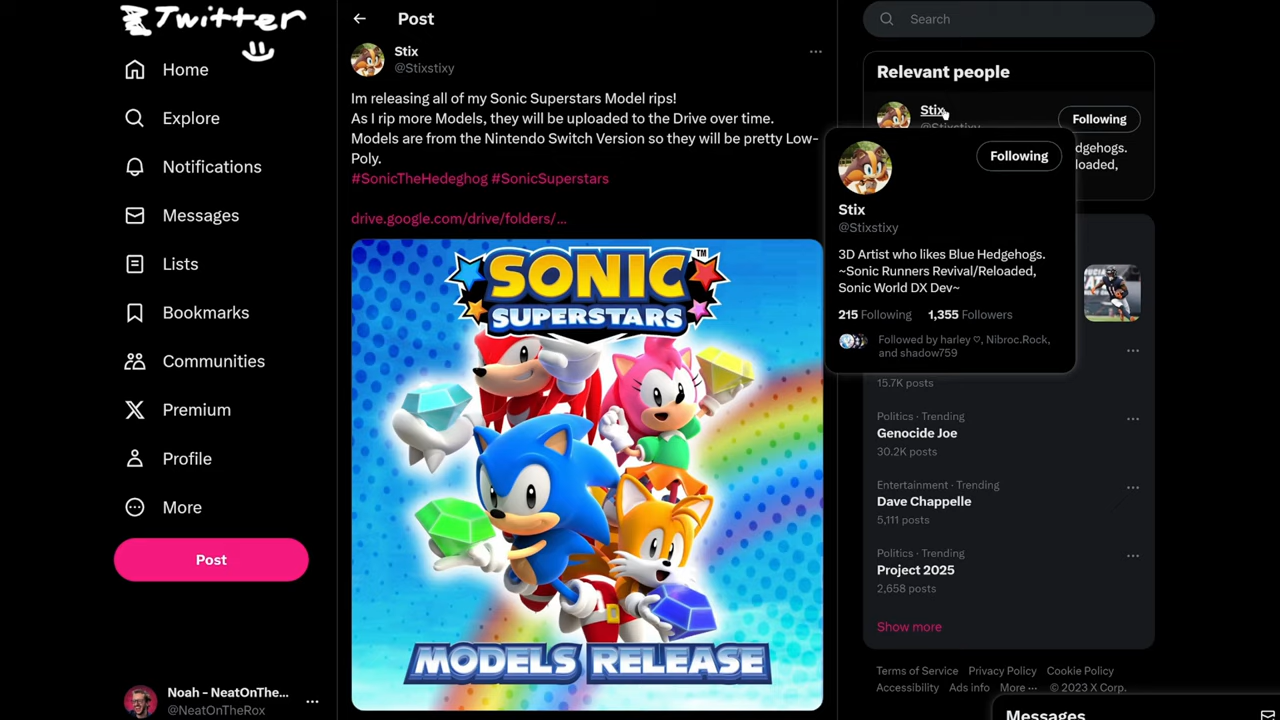 Twitter
Home
Explore
Notifications
Messages
Lists
Bookmarks
Communities
Premium
Profile
More
Post
Noah - NeatOnThe...
@NeatOnTheRox
Post
Stix
@Stixstixy
Im releasing all of my Sonic Superstars Model rips!
As I rip more Models, they will be uploaded to the Drive over time.
Models are from the Nintendo Switch Version so they will be pretty Low-
Poly.
#SonicTheHedeghog #SonicSuperstars
drive.google.com/drive/folders/...
SONIC ™
SUPERSTARS
MODELS RELEASE
Search
Relevant people
Stix
@Stixstixy
Following
dgehogs.
loaded,
Following
Stix
@Stixstixy
3D Artist who likes Blue Hedgehogs.
~Sonic Runners Revival/Reloaded,
Sonic World DX Dev~
215 Following 1,355 Followers
Followed by harley ♡, Nibroc.Rock,
and shadow759
15.7K posts
Politics · Trending
Genocide Joe
30.2K posts
Entertainment · Trending
Dave Chappelle
5,111 posts
Politics · Trending
Project 2025
2,658 posts
Show more
Terms of Service Privacy Policy Cookie Policy
Accessibility Ads info More ... © 2023 X Corp.
Messages